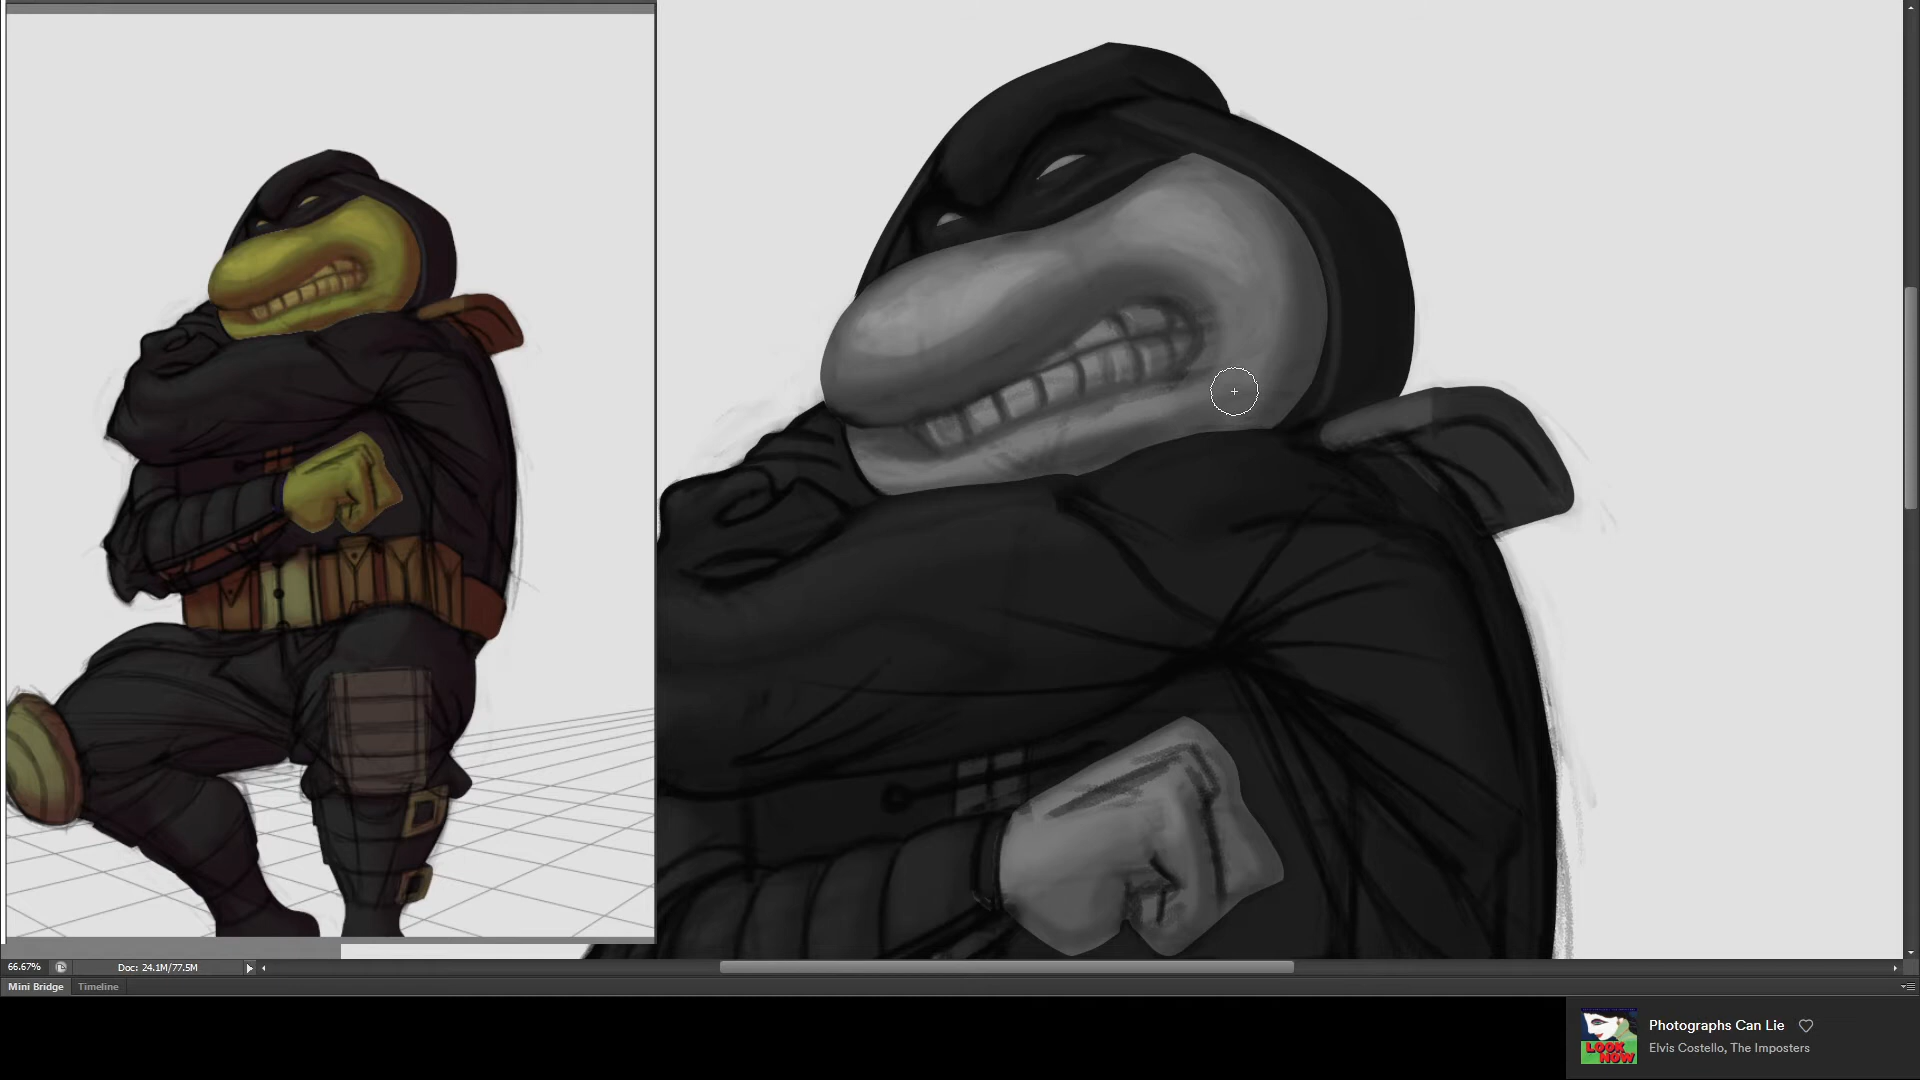 66.67%
Doc: 24.1M/77.5M
Mini Bridge
Timeline
Photographs Can Lie
Elvis Costello, The Imposters
LOOK
NOW